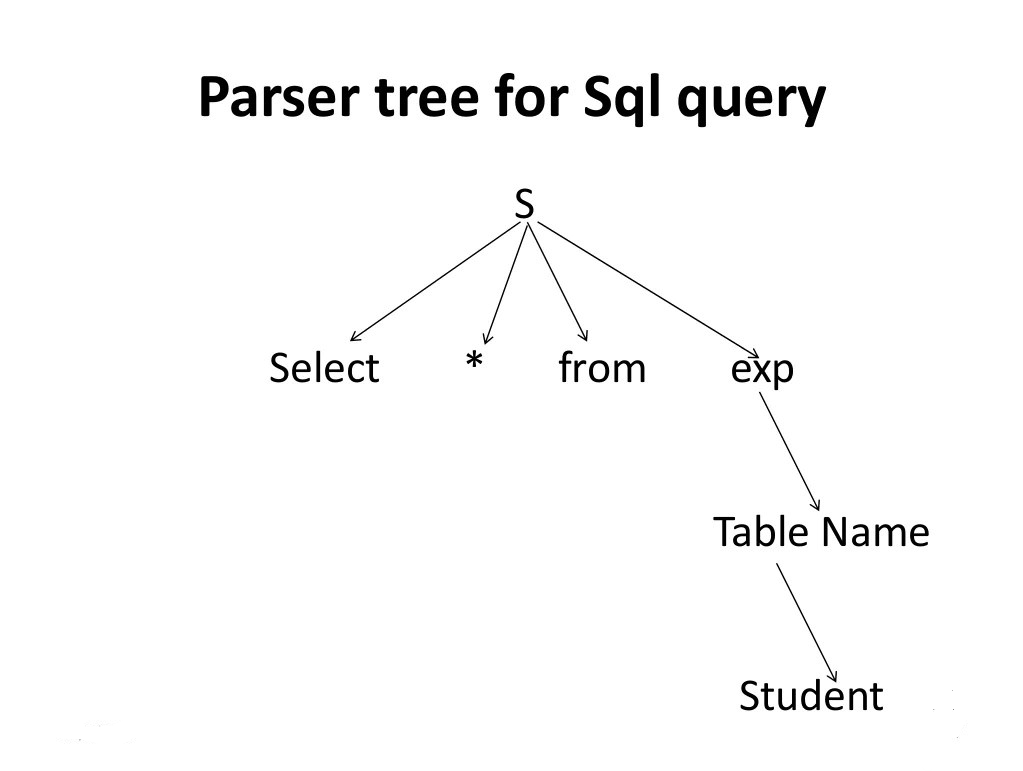 Parser tree for Sql query
S
Select * from exp
Table Name
Student